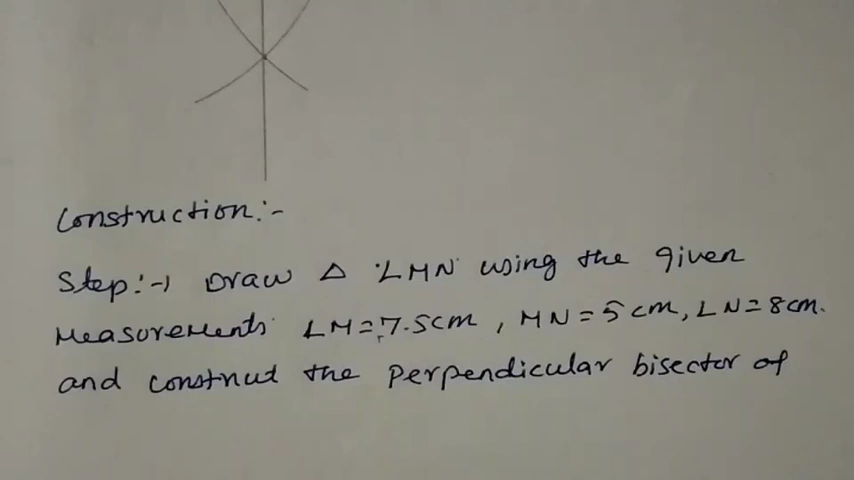 Construction:-
Step:-1 Draw Δ LMN using the given
Measurements LM=7.5cm, MN=5cm, LN=8cm.
and construct the perpendicular bisector of